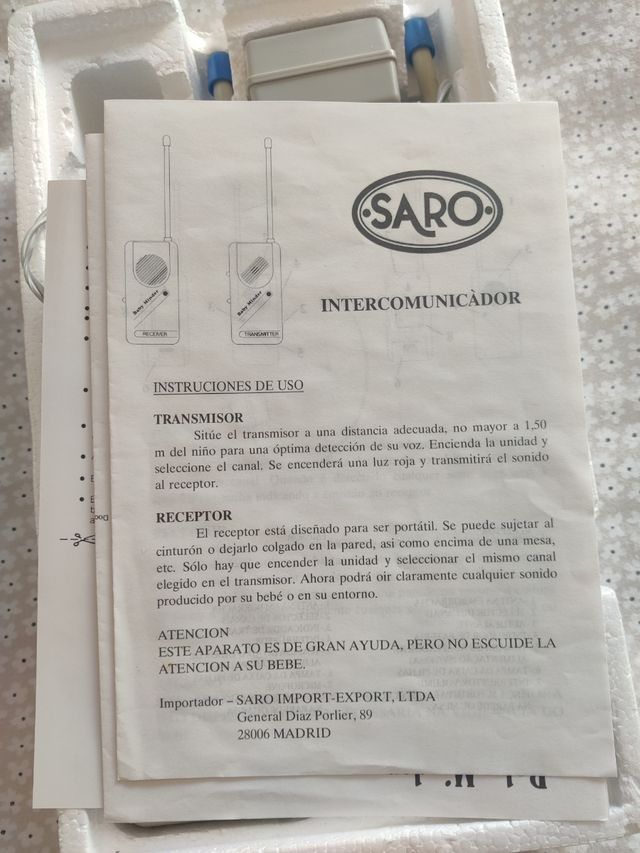 ·SARO·
Baby Minder
RECEIVER
Baby Minder
TRANSMITTER
INTERCOMUNICÀDOR
INSTRUCIONES DE USO
TRANSMISOR
Sitúe el transmisor a una distancia adecuada, no mayor a 1,50
m del niño para una óptima detección de su voz. Encienda la unidad y
seleccione el canal. Se encenderá una luz roja y transmitirá el sonido
al receptor.
RECEPTOR
El receptor está diseñado para ser portátil. Se puede sujetar al
cinturón o dejarlo colgado en la pared, asi como encima de una mesa,
etc. Sólo hay que encender la unidad y seleccionar el mismo canal
elegido en el transmisor. Ahora podrá oir claramente cualquier sonido
producido por su bebé o en su entorno.
ATENCION
ESTE APARATO ES DE GRAN AYUDA, PERO NO ESCUIDE LA
ATENCION A SU BEBE.
Importador – SARO IMPORT-EXPORT, LTDA
General Diaz Porlier, 89
28006 MADRID